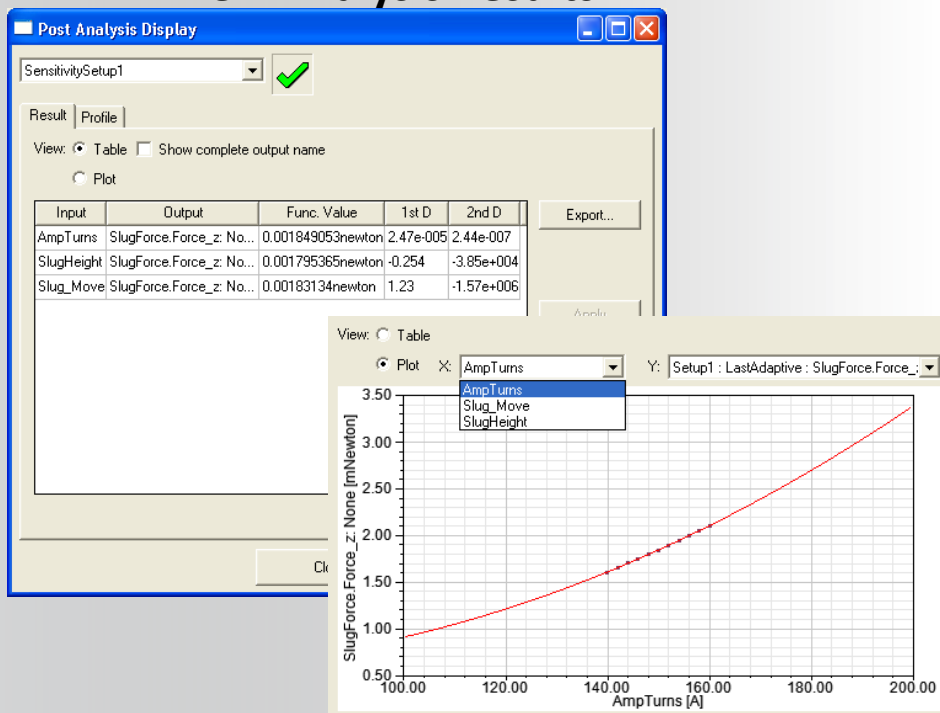 Post Analysis Display
SensitivitySetup1
Result Profile
View: Table Show complete output name
Plot
Input Output Func. Value 1st D 2nd D
AmpTurns SlugForce.Force_z: No... 0.001849053newton 2.47e-005 2.44e-007
SlugHeight SlugForce.Force_z: No... 0.001795365newton -0.254 -3.85e+004
Slug_Move SlugForce.Force_z: No... 0.00183134newton 1.23 -1.57e+006
Export...
View: Table
Plot X: AmpTurns Y: Setup1 : LastAdaptive : SlugForce.Force_
AmpTurns
Slug_Move
SlugHeight
SlugForce.Force_z: None [mNewton]
3.50
3.00
2.50
2.00
1.50
1.00
0.50
100.00 120.00 140.00 160.00 180.00 200.00
AmpTurns [A]